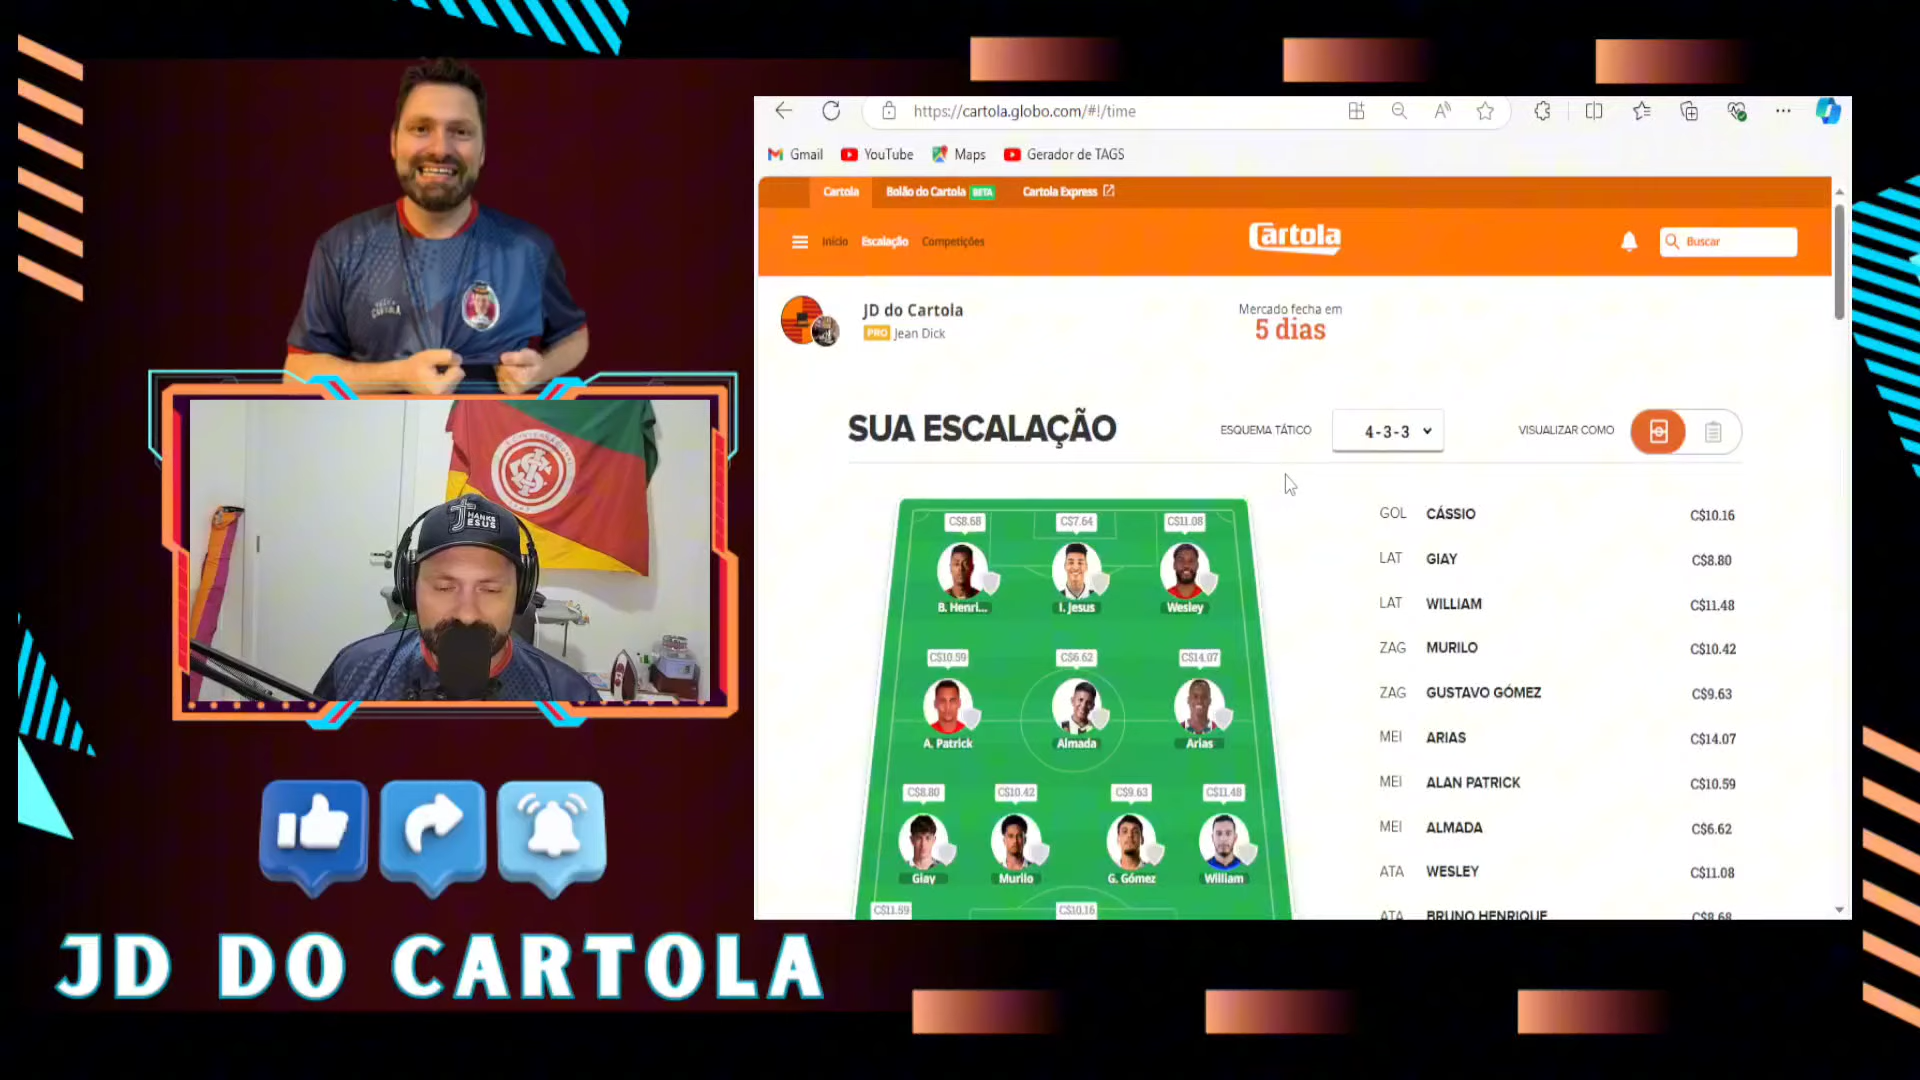 https://cartola.globo.com/#!/time
Gmail YouTube Maps Gerador de TAGS
Cartola Bolão do Cartola BETA Cartola Express
Início Escalação Competições
Cartola
Buscar
JD do Cartola
PRO Jean Dick
Mercado fecha em
5 dias
SUA ESCALAÇÃO
ESQUEMA TÁTICO
4-3-3
VISUALIZAR COMO
C$8.68 C$7.64 C$11.08
B. Henri... I. Jesus Wesley
C$10.59 C$6.62 C$14.07
A. Patrick Almada Arias
C$8.80 C$10.42 C$9.63 C$11.48
Giay Murilo G. Gómez William
C$11.59 C$10.16
GOL CÁSSIO C$10.16
LAT GIAY C$8.80
LAT WILLIAM C$11.48
ZAG MURILO C$10.42
ZAG GUSTAVO GÓMEZ C$9.63
MEI ARIAS C$14.07
MEI ALAN PATRICK C$10.59
MEI ALMADA C$6.62
ATA WESLEY C$11.08
ATA BRUNO HENRIQUE C$8.68
THANKS
JESUS
JD DO CARTOLA